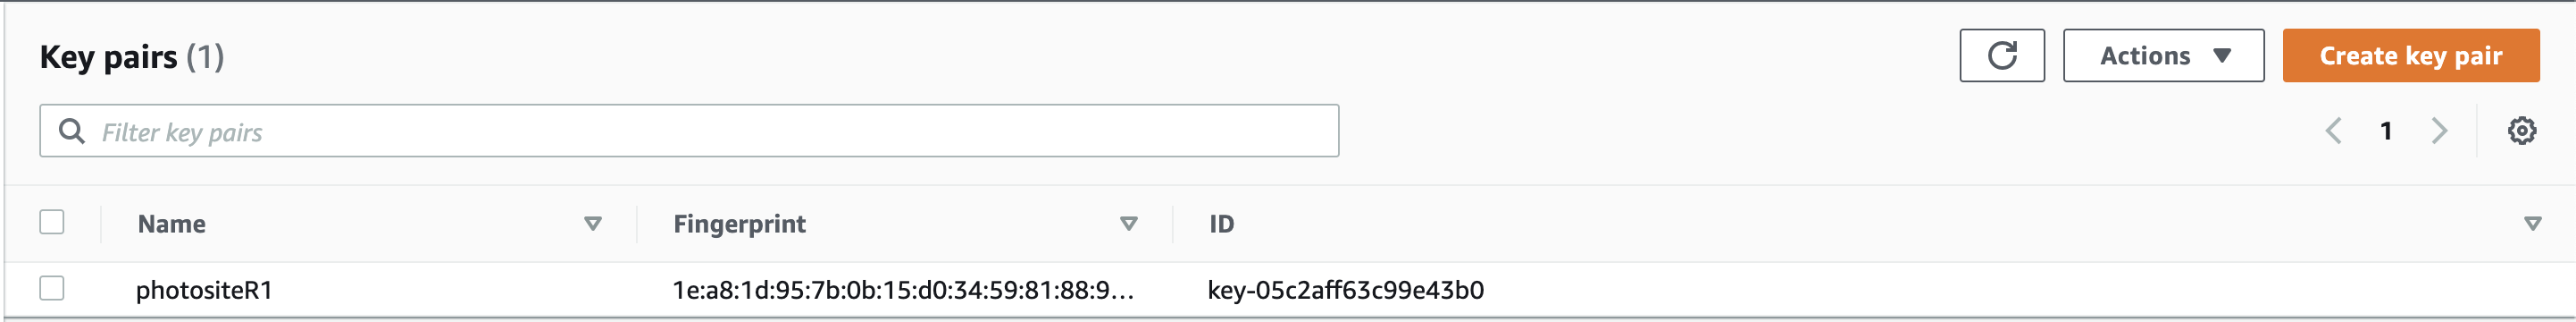 Key pairs (1)
Actions
Create key pair
Filter key pairs
1
Name
Fingerprint
ID
photositeR1
1e:a8:1d:95:7b:0b:15:d0:34:59:81:88:9...
key-05c2aff63c99e43b0